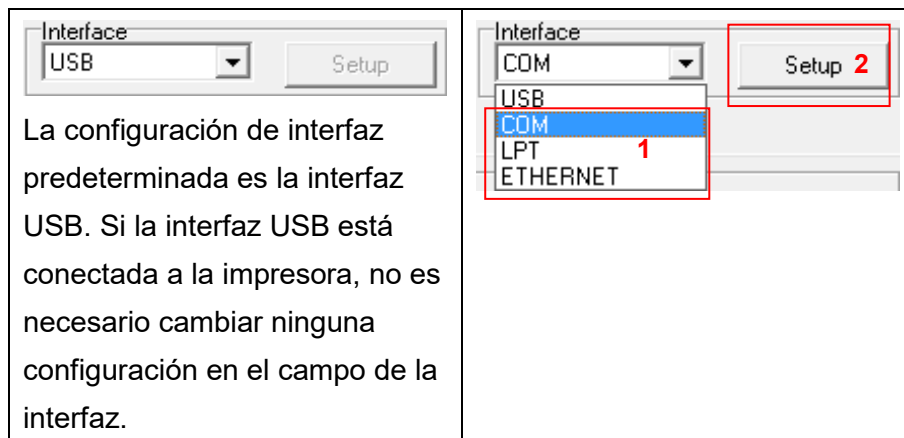 Interface
USB
Setup
La configuración de interfaz
predeterminada es la interfaz
USB. Si la interfaz USB está
conectada a la impresora, no es
necesario cambiar ninguna
configuración en el campo de la
interfaz.
Interface
COM
Setup 2
USB
COM
LPT 1
ETHERNET